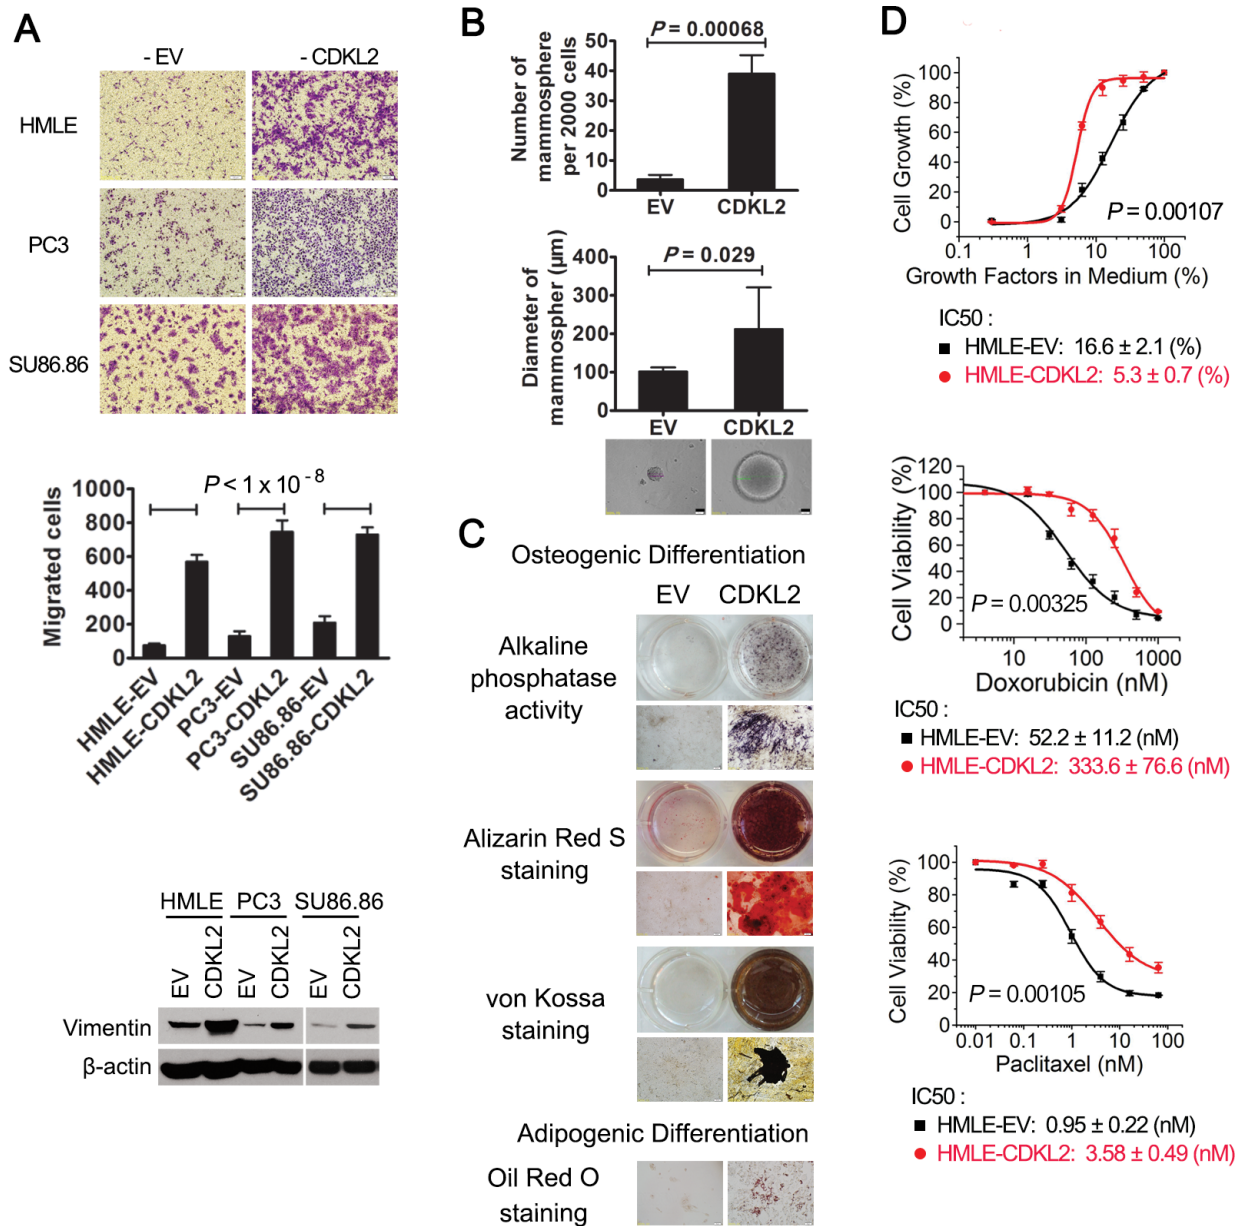 A
- EV
- CDKL2
HMLE
PC3
SU86.86
P < 1 x 10 -8
Migrated cells
1000
800
600
400
200
0
HMLE-EV
HMLE-CDKL2
PC3-EV
PC3-CDKL2
SU86.86-EV
SU86.86-CDKL2
HMLE PC3 SU86.86
EV
CDKL2
EV
CDKL2
EV
CDKL2
Vimentin
β-actin
B
P = 0.00068
Number of
mammosphere
per 2000 cells
50
40
30
20
10
0
EV
CDKL2
P = 0.029
Diameter of
mammospher (µm)
400
300
200
100
0
EV
CDKL2
C
Osteogenic Differentiation
EV
CDKL2
Alkaline
phosphatase
activity
Alizarin Red S
staining
von Kossa
staining
Adipogenic Differentiation
Oil Red O
staining
D
Cell Growth (%)
100
80
60
40
20
0
P = 0.00107
0.1
1
10
100
Growth Factors in Medium (%)
IC50 :
HMLE-EV: 16.6 ± 2.1 (%)
HMLE-CDKL2: 5.3 ± 0.7 (%)
Cell Viability (%)
120
100
80
60
40
20
0
P = 0.00325
10
100
1000
Doxorubicin (nM)
IC50 :
HMLE-EV: 52.2 ± 11.2 (nM)
HMLE-CDKL2: 333.6 ± 76.6 (nM)
Cell Viability (%)
100
80
60
40
20
0
P = 0.00105
0.01
0.1
1
10
100
Paclitaxel (nM)
IC50 :
HMLE-EV: 0.95 ± 0.22 (nM)
HMLE-CDKL2: 3.58 ± 0.49 (nM)